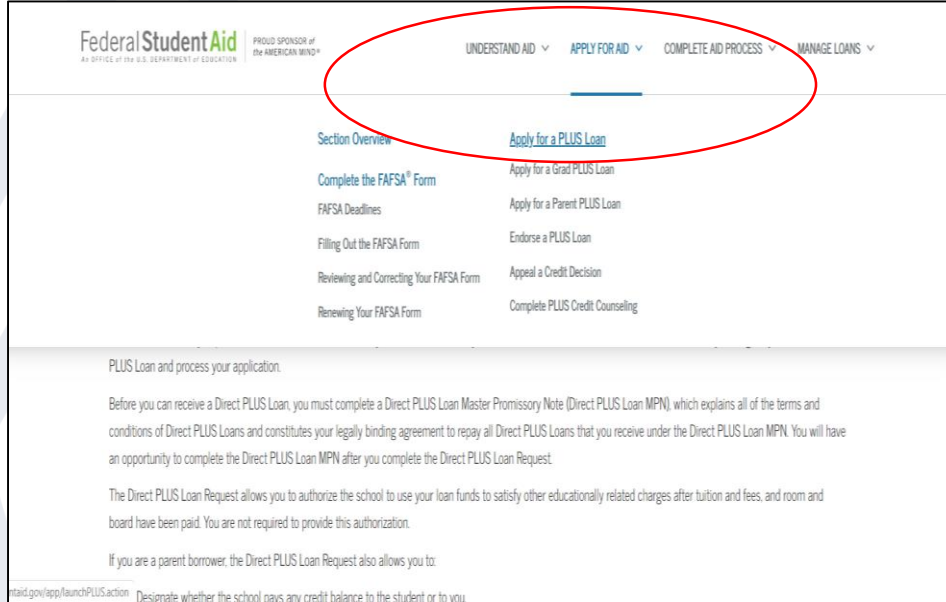 Federal Student Aid
An OFFICE of the U.S. DEPARTMENT of EDUCATION
PROUD SPONSOR of
the AMERICAN MIND®
UNDERSTAND AID APPLY FOR AID COMPLETE AID PROCESS MANAGE LOANS
Section Overview
Complete the FAFSA® Form
FAFSA Deadlines
Filling Out the FAFSA Form
Reviewing and Correcting Your FAFSA Form
Renewing Your FAFSA Form
Apply for a PLUS Loan
Apply for a Grad PLUS Loan
Apply for a Parent PLUS Loan
Endorse a PLUS Loan
Appeal a Credit Decision
Complete PLUS Credit Counseling
PLUS Loan and process your application.
Before you can receive a Direct PLUS Loan, you must complete a Direct PLUS Loan Master Promissory Note (Direct PLUS Loan MPN), which explains all of the terms and
conditions of Direct PLUS Loans and constitutes your legally binding agreement to repay all Direct PLUS Loans that you receive under the Direct PLUS Loan MPN. You will have
an opportunity to complete the Direct PLUS Loan MPN after you complete the Direct PLUS Loan Request.
The Direct PLUS Loan Request allows you to authorize the school to use your loan funds to satisfy other educationally related charges after tuition and fees, and room and
board have been paid. You are not required to provide this authorization.
If you are a parent borrower, the Direct PLUS Loan Request also allows you to:
Designate whether the school pays any credit balance to the student or to you.
ntaid.gov/app/launchPLUS.action